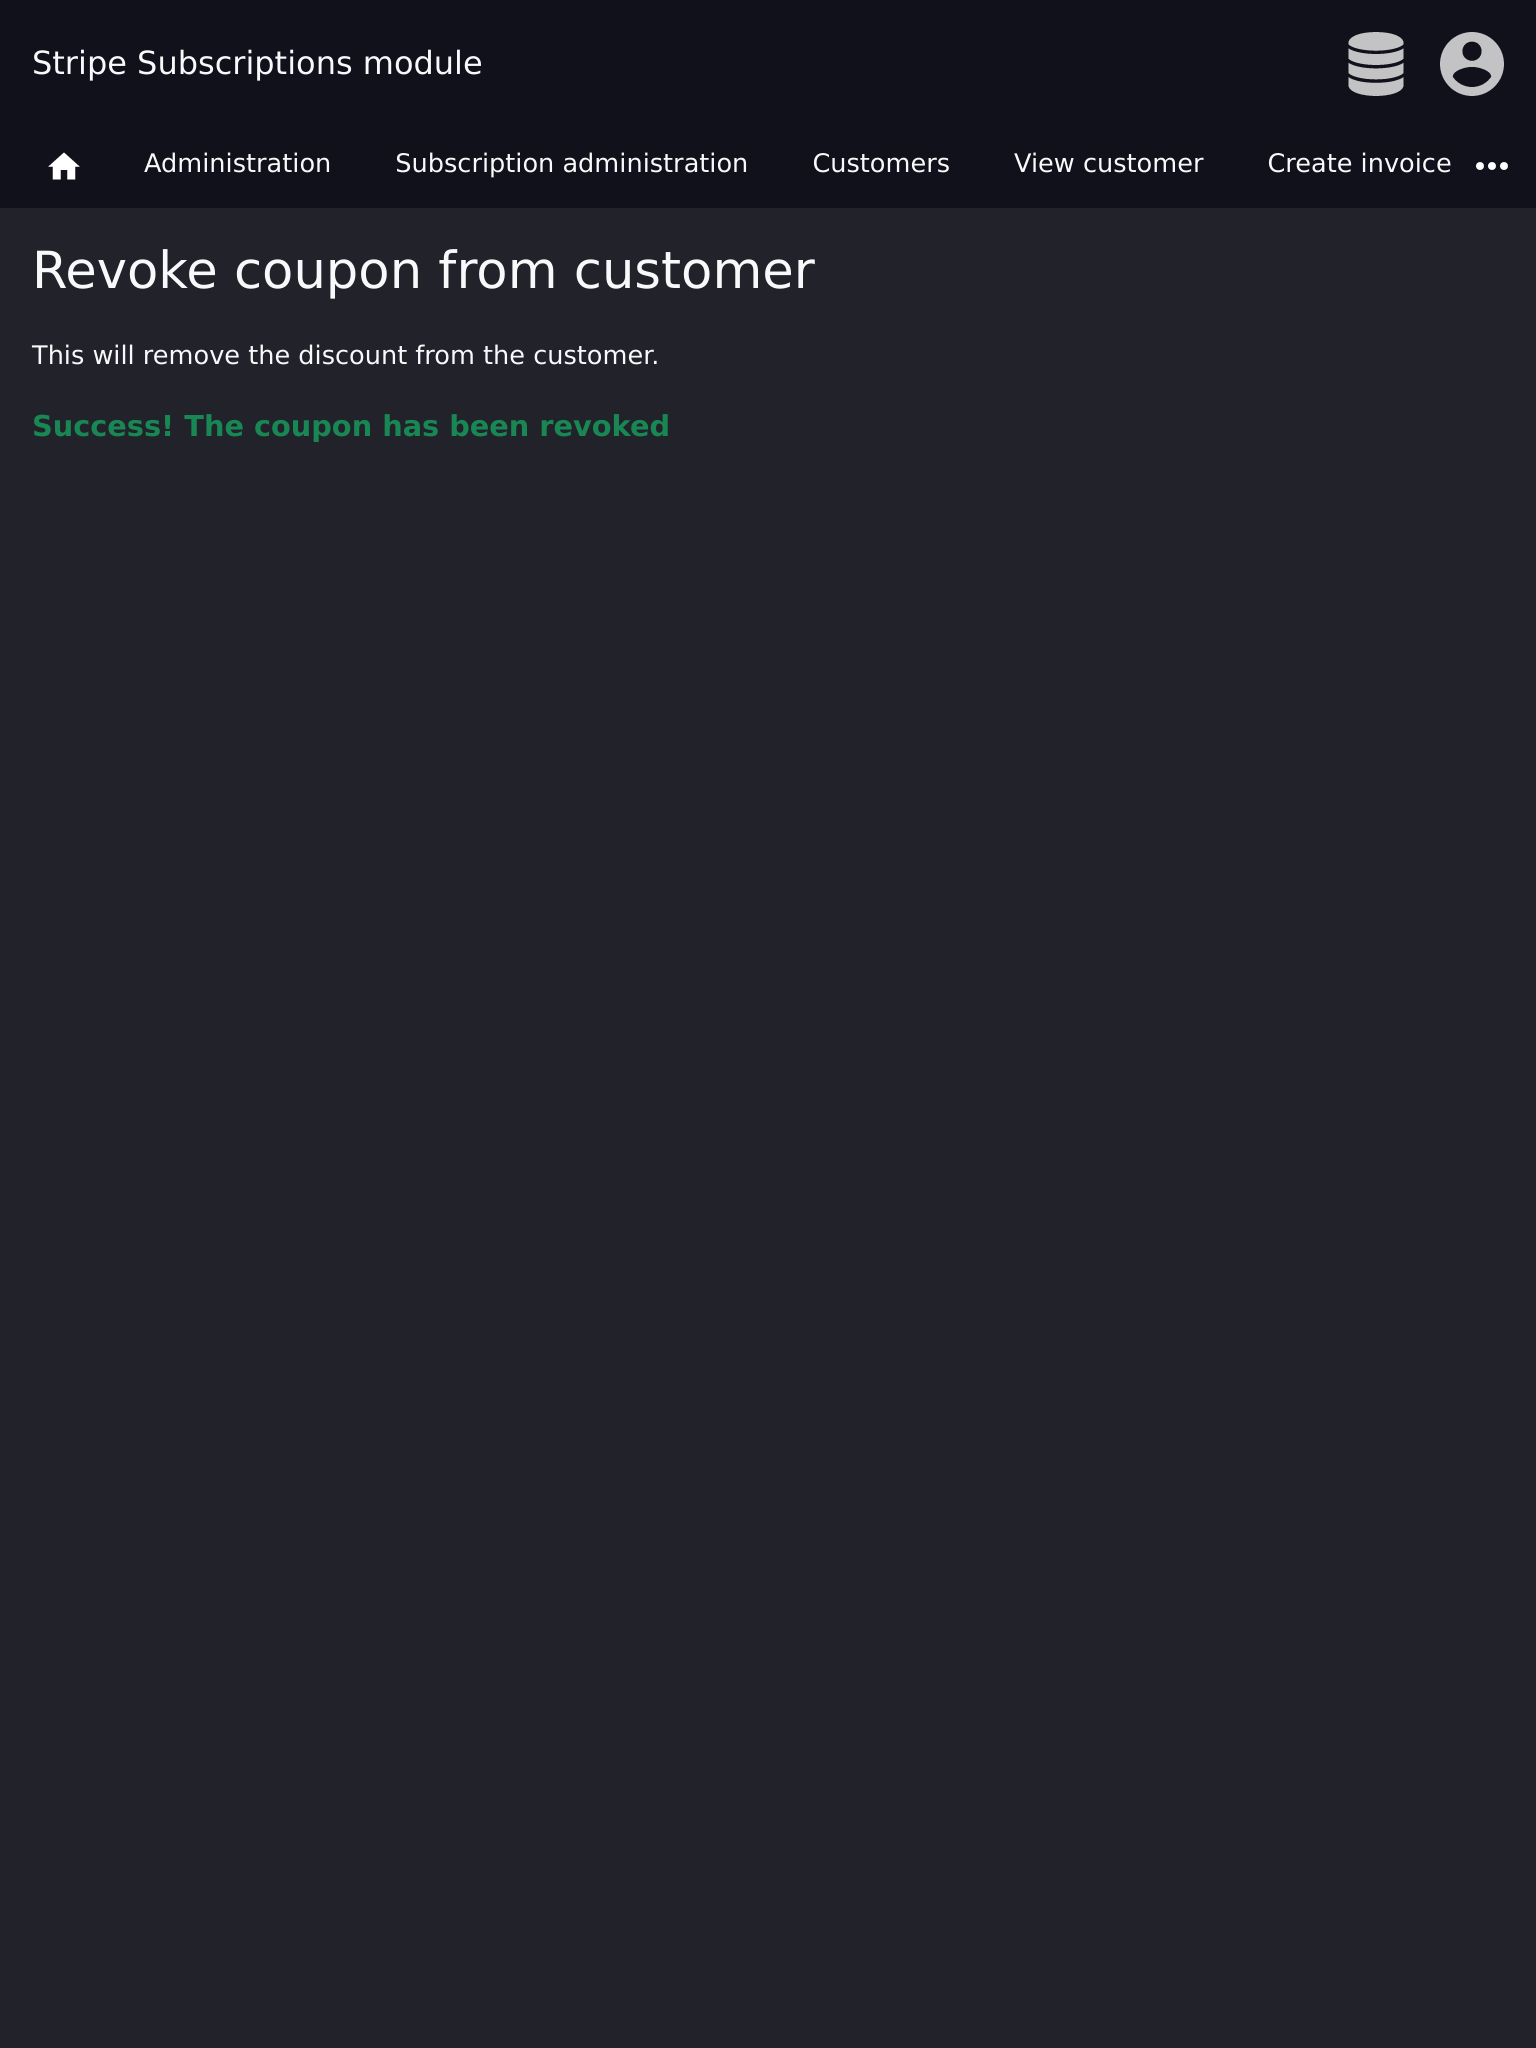 Stripe Subscriptions module
Administration Subscription administration Customers View customer Create invoice
Revoke coupon from customer
This will remove the discount from the customer.
Success! The coupon has been revoked